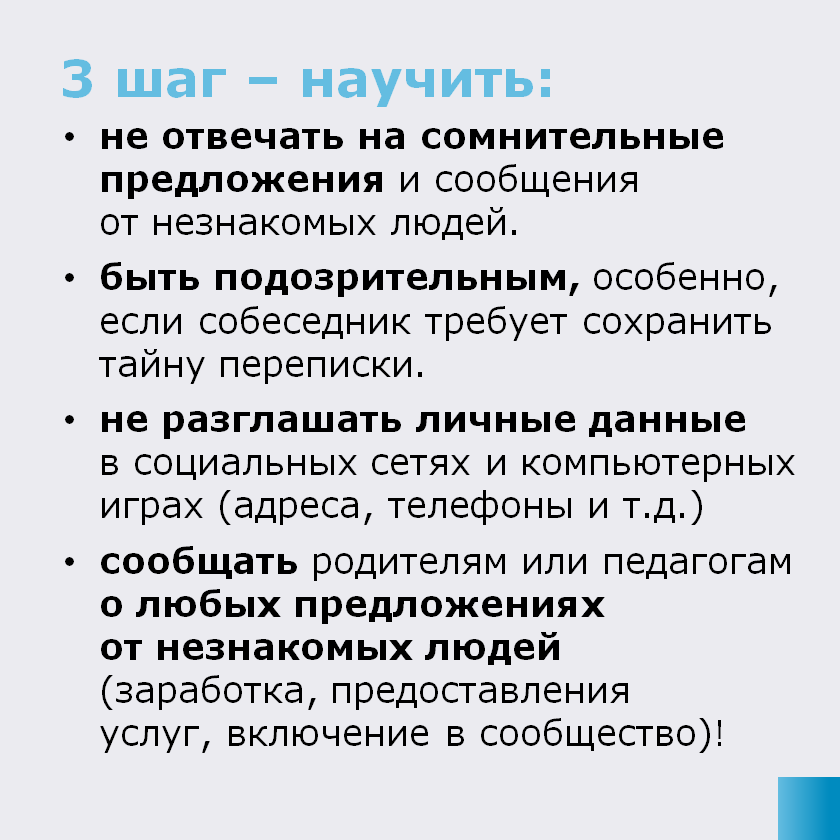 3 шаг – научить:
• не отвечать на сомнительные
предложения и сообщения
от незнакомых людей.
• быть подозрительным, особенно,
если собеседник требует сохранить
тайну переписки.
• не разглашать личные данные
в социальных сетях и компьютерных
играх (адреса, телефоны и т.д.)
• сообщать родителям или педагогам
о любых предложениях
от незнакомых людей
(заработка, предоставления
услуг, включение в сообщество)!